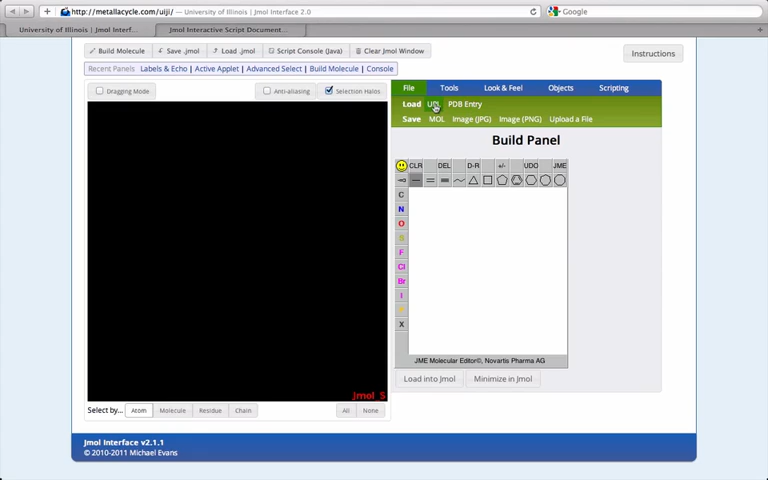 http://metallacycle.com/uiji/ — University of Illinois | Jmol Interface 2.0
Google
University of Illinois | Jmol Interf...
Jmol Interactive Script Document...
Build Molecule
Save .jmol
Load .jmol
Script Console (Java)
Clear Jmol Window
Instructions
Recent Panels Labels & Echo | Active Applet | Advanced Select | Build Molecule | Console
File Tools Look & Feel Objects Scripting
Dragging Mode
Anti-aliasing
Selection Halos
Load URL PDB Entry
Save MOL Image (JPG) Image (PNG) Upload a File
Build Panel
CLR DEL D-R +/- UDO JME
C
N
O
S
F
Cl
Br
I
X
JME Molecular Editor©, Novartis Pharma AG
Load into Jmol
Minimize in Jmol
Jmol_S
Select by... Atom Molecule Residue Chain All None
Jmol Interface v2.1.1
© 2010-2011 Michael Evans